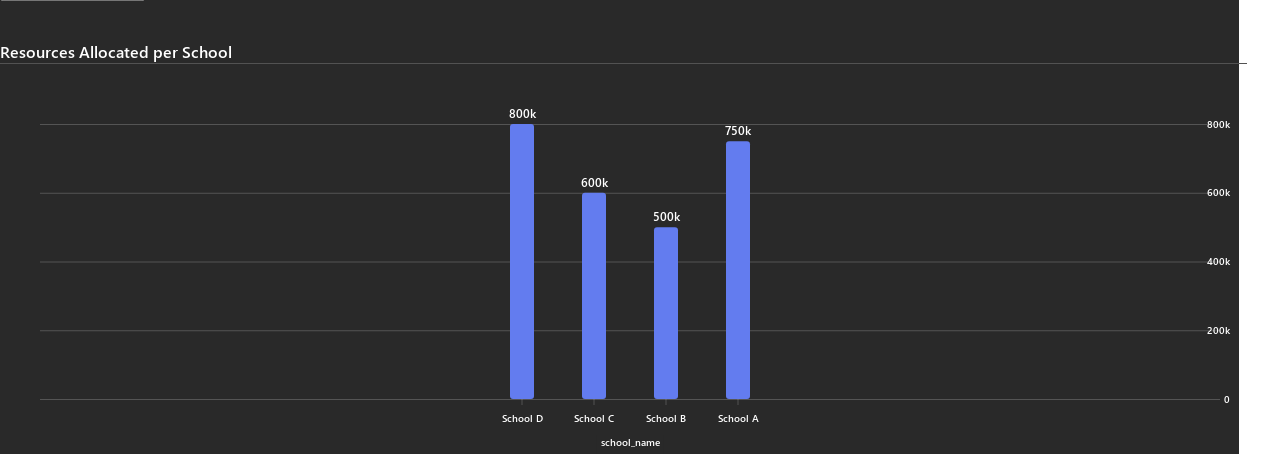 Resources Allocated per School
800k
750k
800k
600k
600k
500k
400k
200k
0
School D School C School B School A
school_name